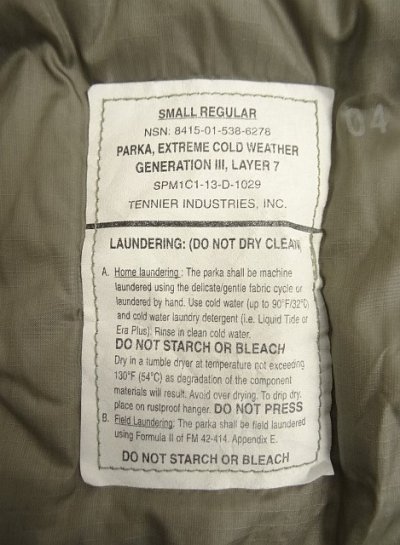 SMALL REGULAR
NSN: 8415-01-538-6278
PARKA, EXTREME COLD WEATHER
GENERATION III, LAYER 7
SPM1C1-13-D-1029
TENNIER INDUSTRIES, INC.
LAUNDERING: (DO NOT DRY CLEAN)
A. Home laundering : The parka shall be machine
laundered using the delicate/gentle fabric cycle or
laundered by hand. Use cold water (up to 90°F/32°C)
and cold water laundry detergent (i.e. Liquid Tide or
Era Plus). Rinse in clean cold water.
DO NOT STARCH OR BLEACH
Dry in a tumble dryer at temperature not exceeding
130°F (54°C) as degradation of the component
materials will result. Avoid over drying. To drip dry,
place on rustproof hanger. DO NOT PRESS
B. Field Laundering: The parka shall be field laundered
using Formula II of FM 42-414. Appendix E.
DO NOT STARCH OR BLEACH
04